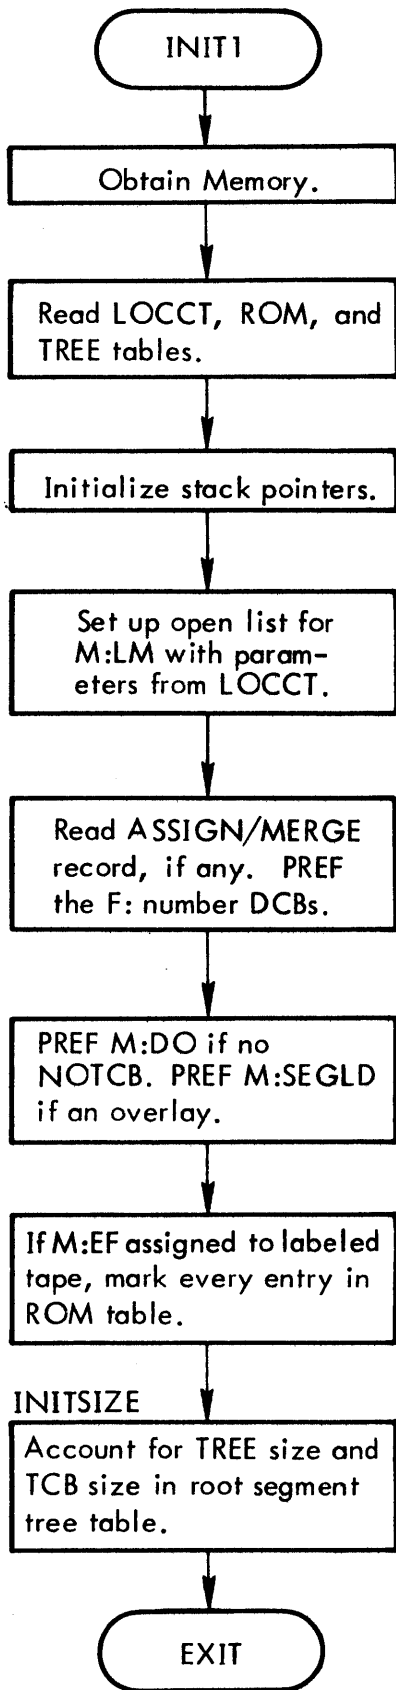 INIT1
Obtain Memory.
Read LOCCT, ROM, and
TREE tables.
Initialize stack pointers.
Set up open list for
M:LM with param-
eters from LOCCT.
Read ASSIGN/MERGE
record, if any. PREF
the F: number DCBs.
PREF M:DO if no
NOTCB. PREF M:SEGLD
if an overlay.
If M:EF assigned to labeled
tape, mark every entry in
ROM table.
INITSIZE
Account for TREE size and
TCB size in root segment
tree table.
EXIT